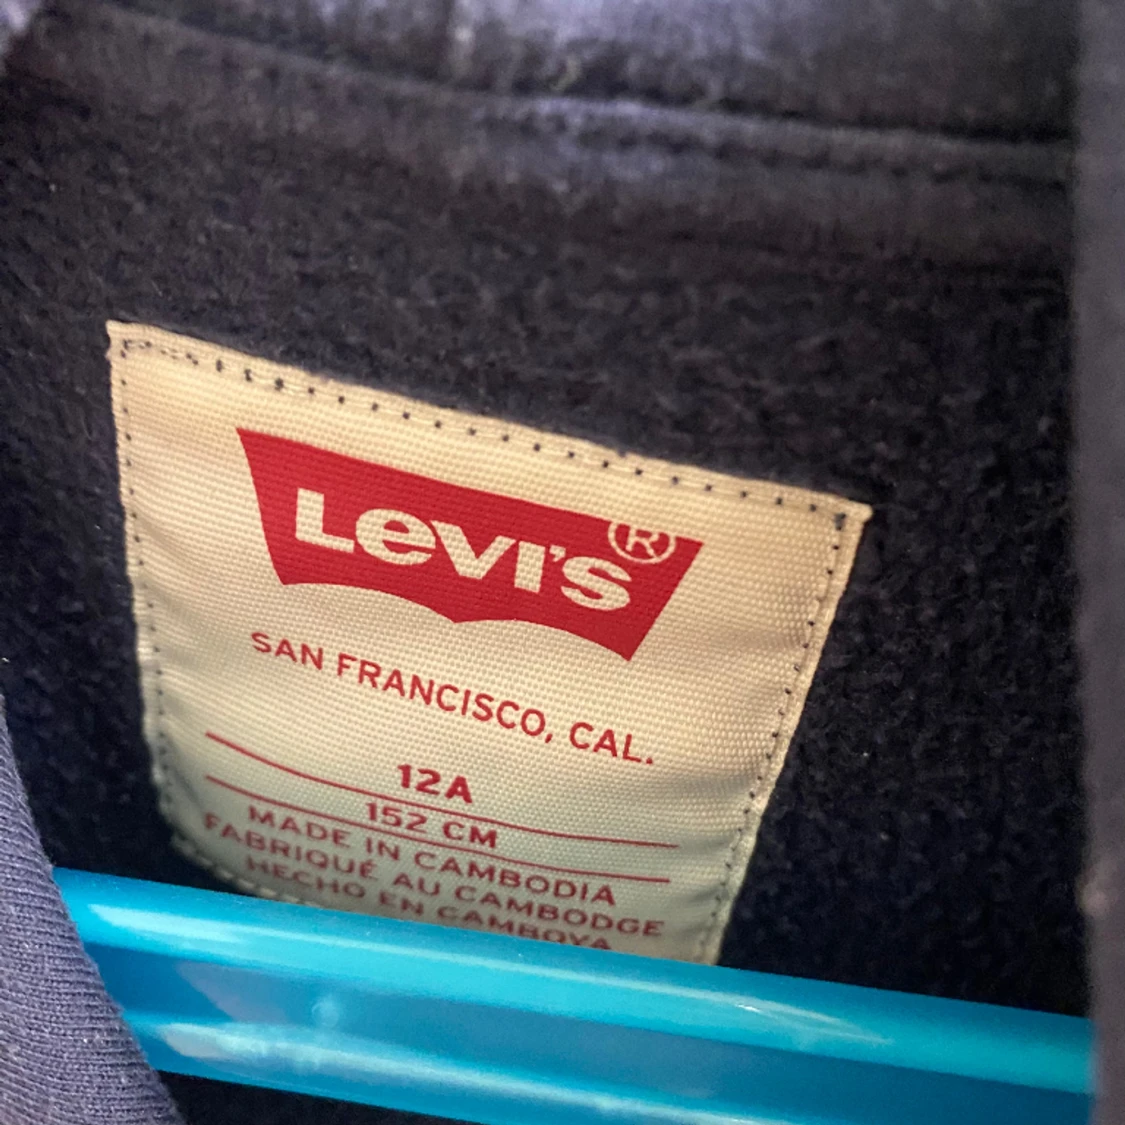 Levi's®
SAN FRANCISCO, CAL.
12A
152 CM
MADE IN CAMBODIA
FABRIQUÉ AU CAMBODGE
HECHO EN CAMBOYA